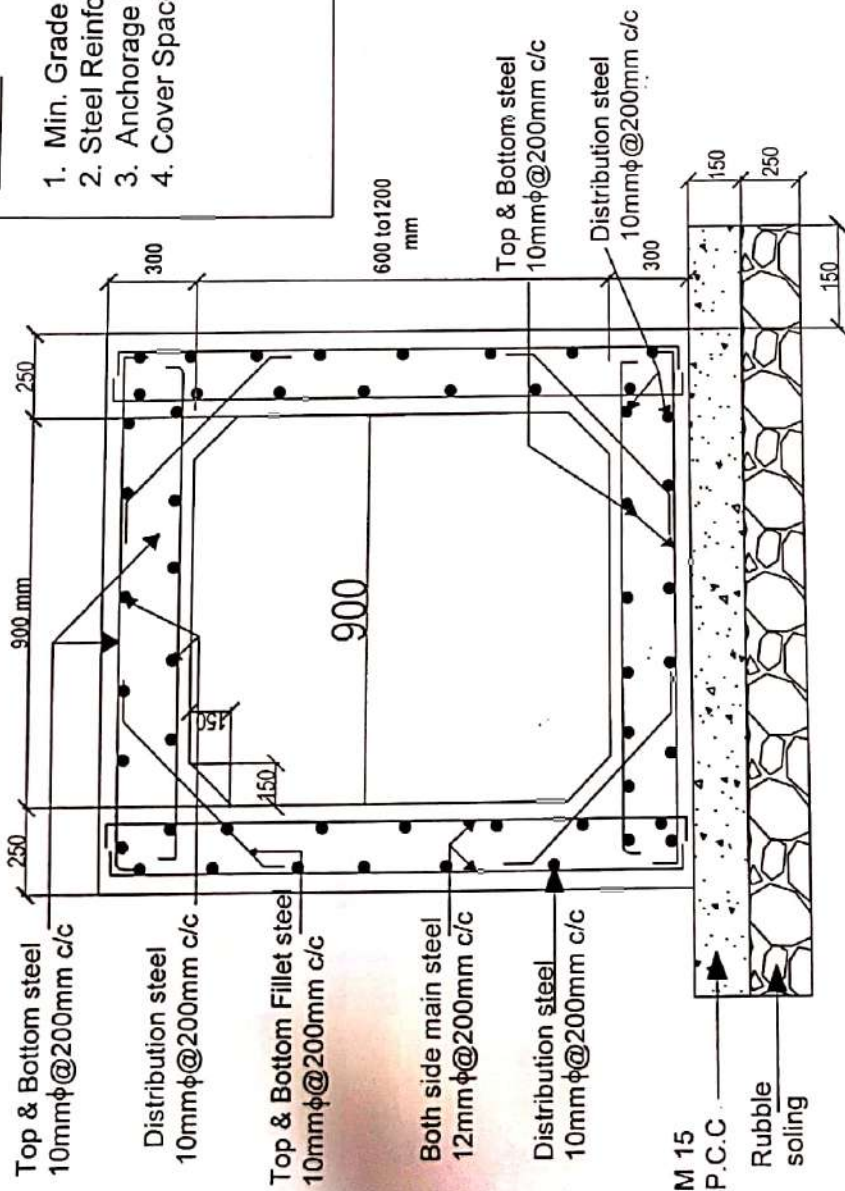 1. Min. Grade
2. Steel Reinfo
3. Anchorage
4. Cover Spac
Top & Bottom steel
10mmϕ@200mm c/c
Distribution steel
10mmϕ@200mm c/c
Top & Bottom Fillet steel
10mmϕ@200mm c/c
Both side main steel
12mmϕ@200mm c/c
Distribution steel
10mmϕ@200mm c/c
M 15
P.C.C
Rubble
soling
250
900 mm
250
150
150
900
300
600 to1200
mm
300
Top & Bottom steel
10mmϕ@200mm c/c
Distribution steel
10mmϕ@200mm c/c
150
250
150